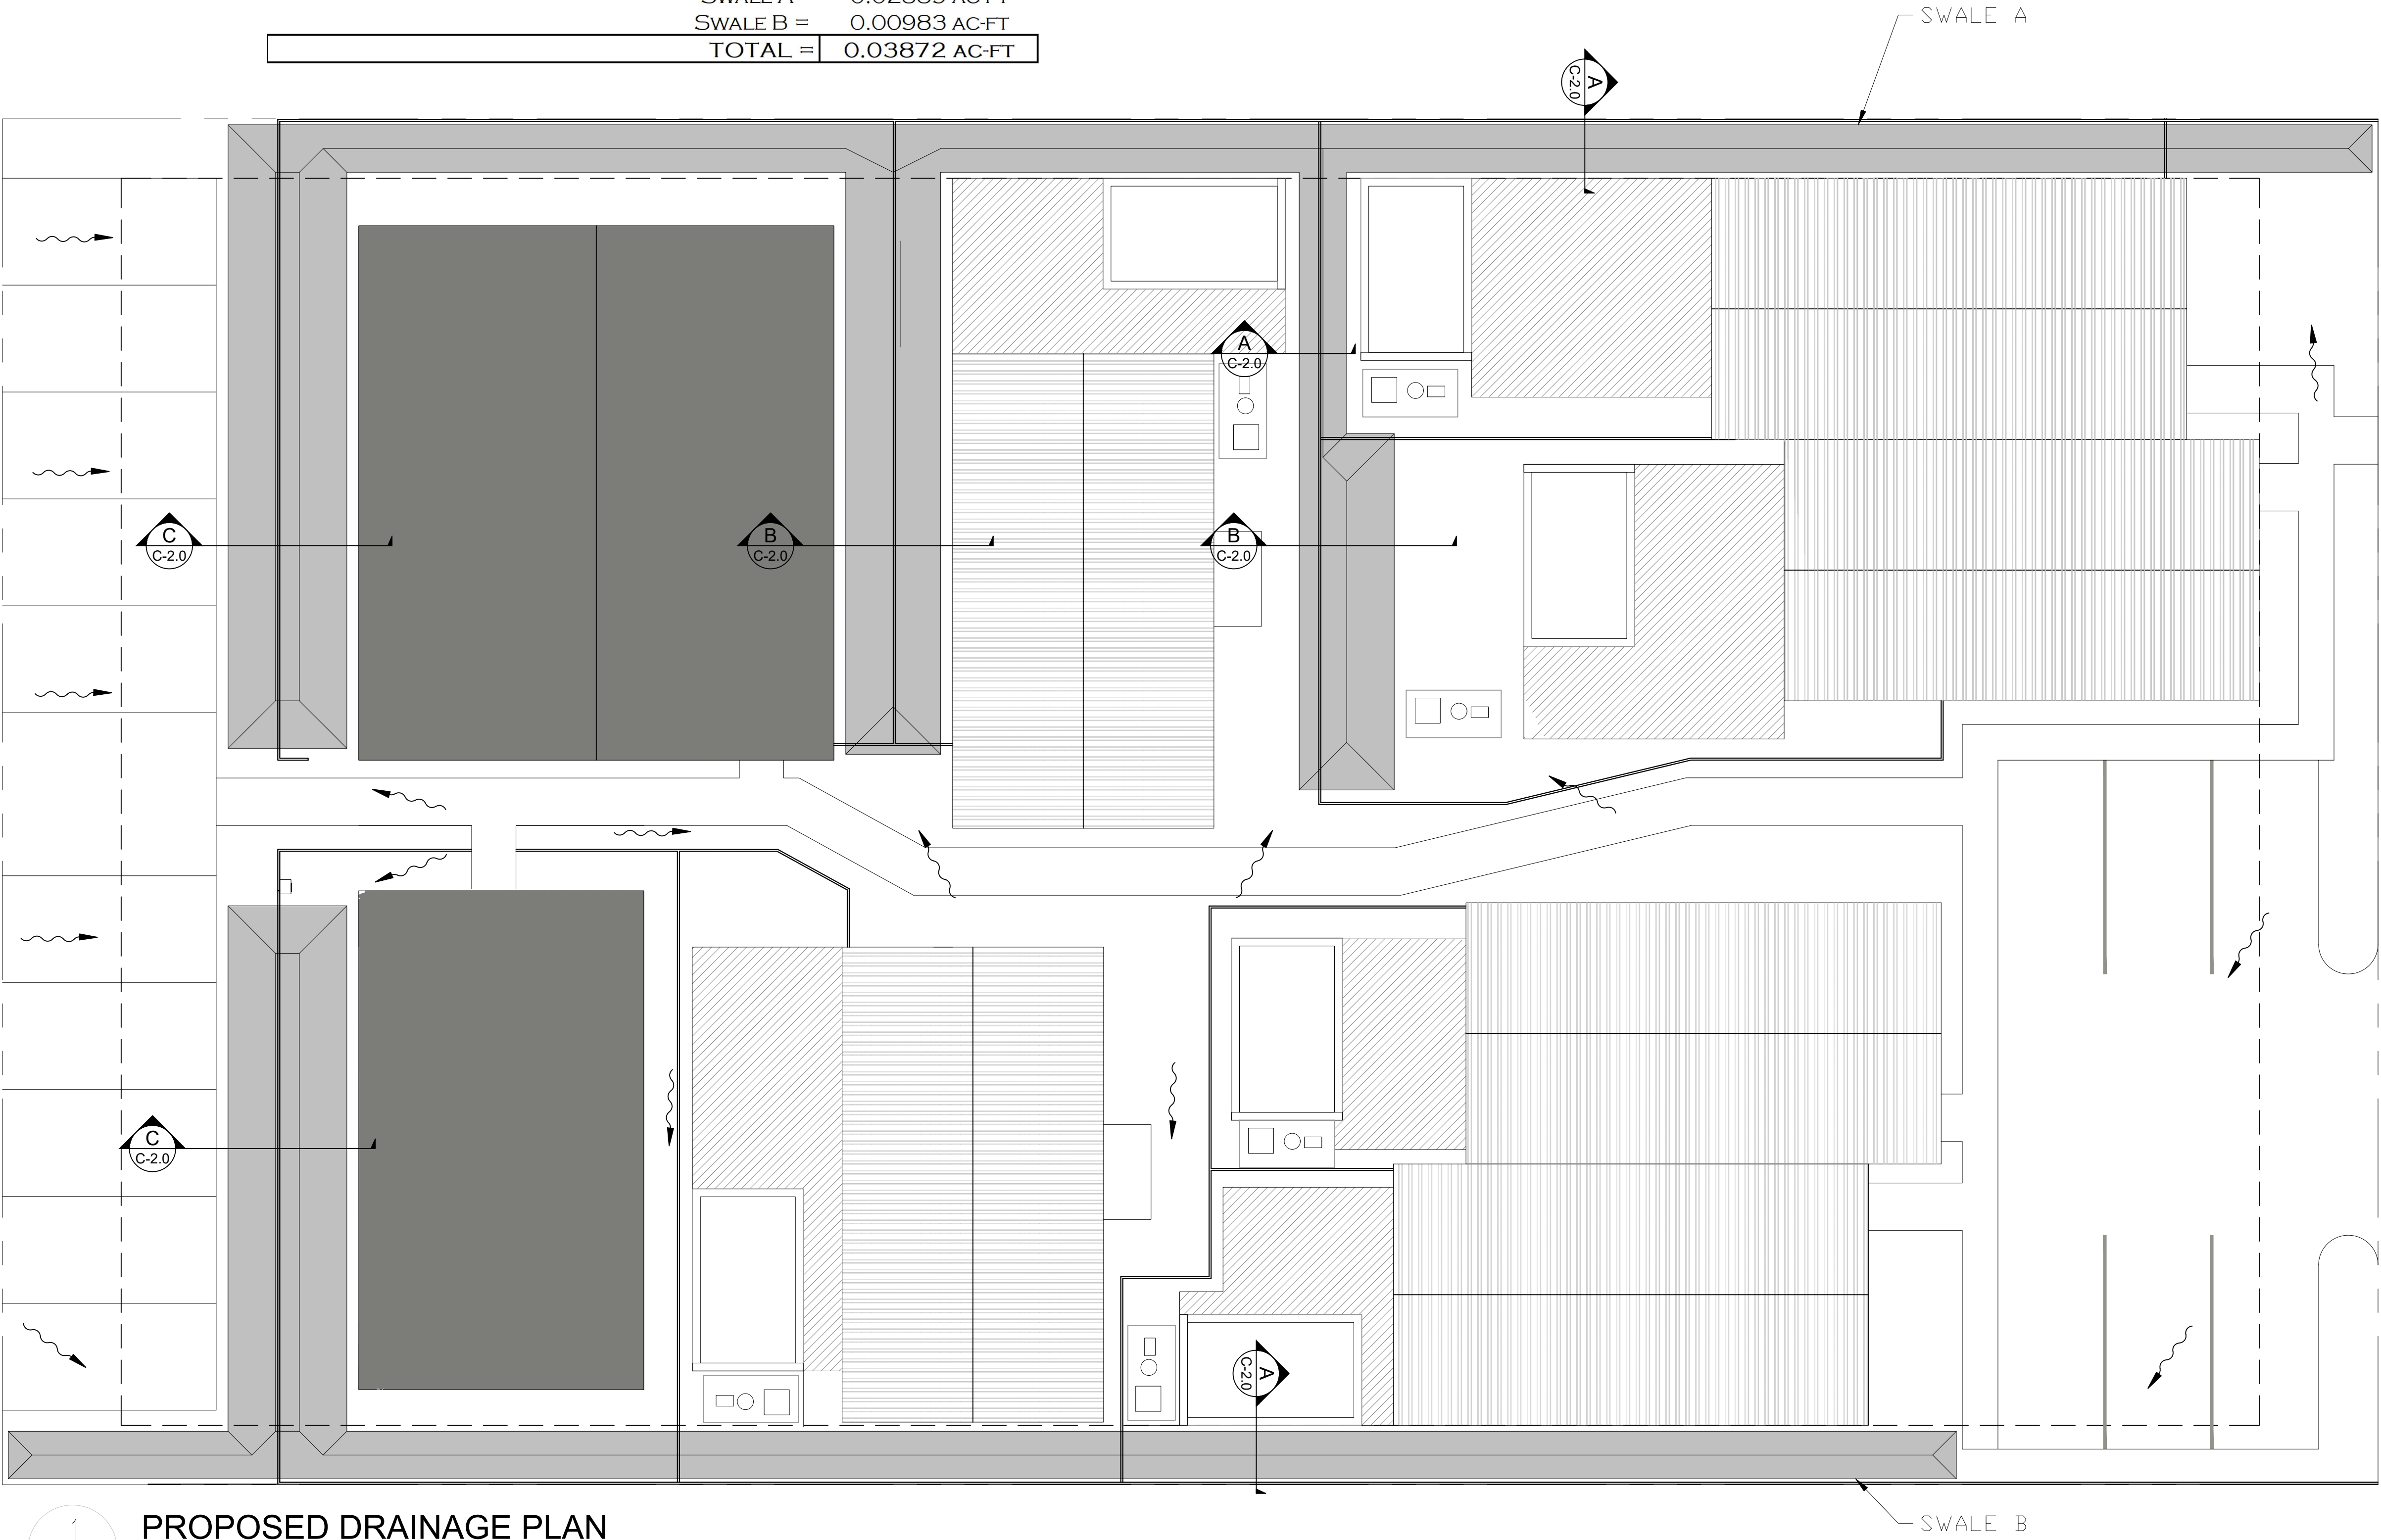 SWALE B = 0.00983 AC-FT
TOTAL = 0.03872 AC-FT
SWALE A
A
C-2.0
A
C-2.0
C
C-2.0
B
C-2.0
B
C-2.0
C
C-2.0
A
C-2.0
1
PROPOSED DRAINAGE PLAN
SWALE B